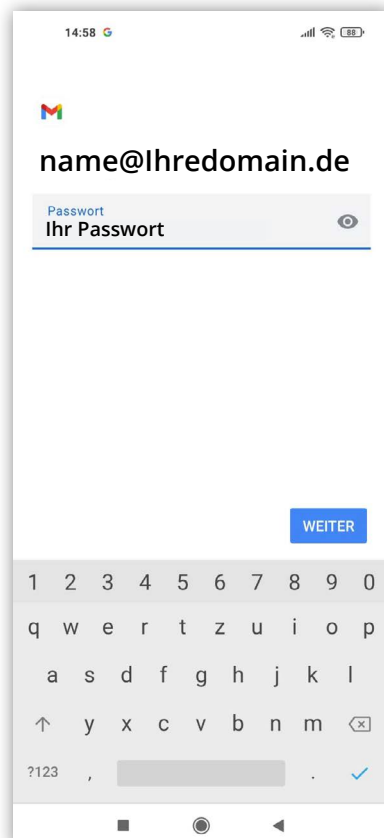 14:58 G 88
name@Ihredomain.de
Passwort
Ihr Passwort
WEITER
1 2 3 4 5 6 7 8 9 0
q w e r t z u i o p
a s d f g h j k l
y x c v b n m
?123 , .